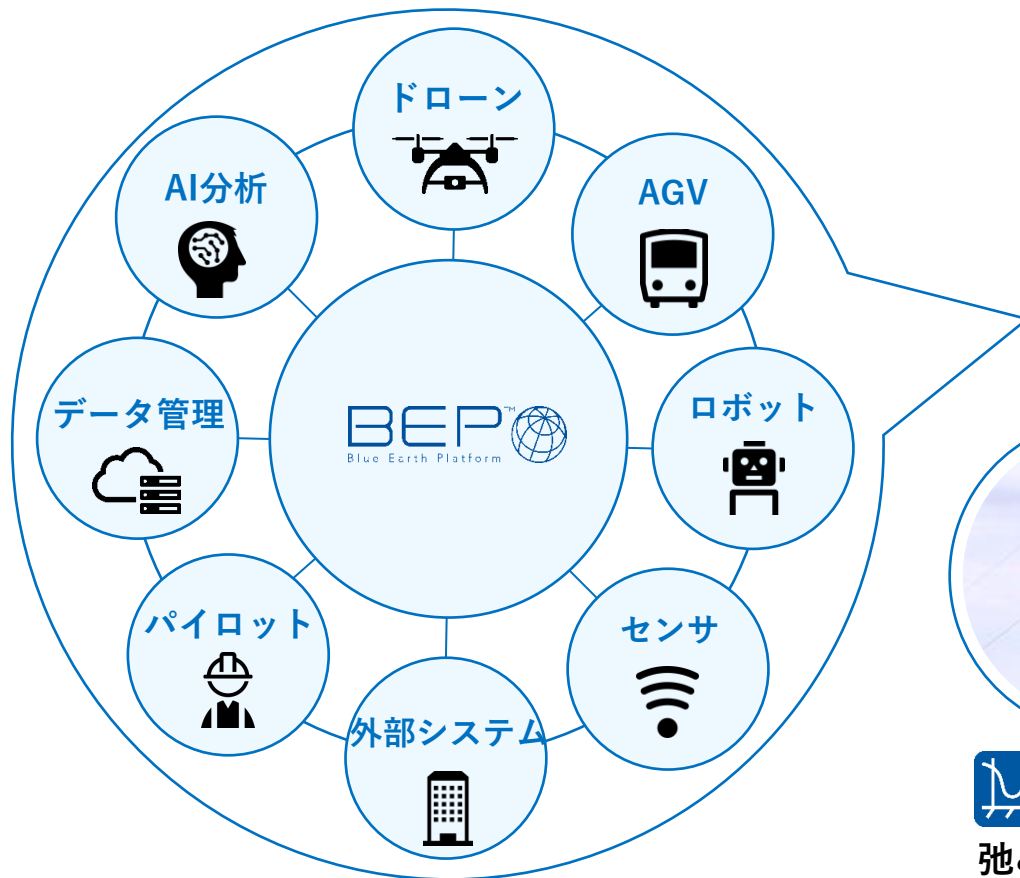 ドローン
AI分析
AGV
データ管理
BEP™
Blue Earth Platform
ロボット
パイロット
センサ
外部システム
弛